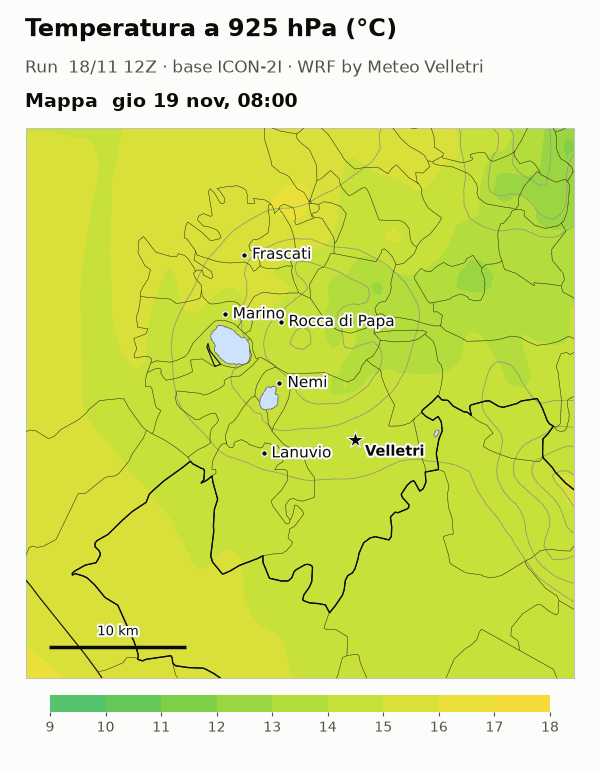 Temperatura a 925 hPa (°C)
Run 18/11 12Z · base ICON-2I · WRF by Meteo Velletri
Mappa gio 19 nov, 08:00
Frascati
Marino
Rocca di Papa
Nemi
Velletri
Lanuvio
10 km
9 10 11 12 13 14 15 16 17 18